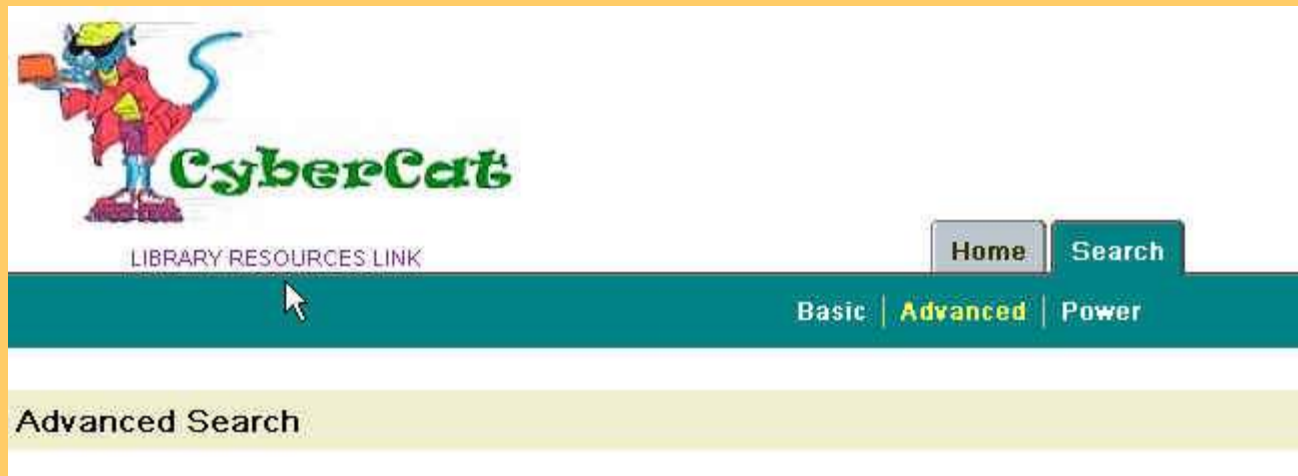 CyberCat
LIBRARY RESOURCES LINK
Home Search
Basic | Advanced | Power
Advanced Search